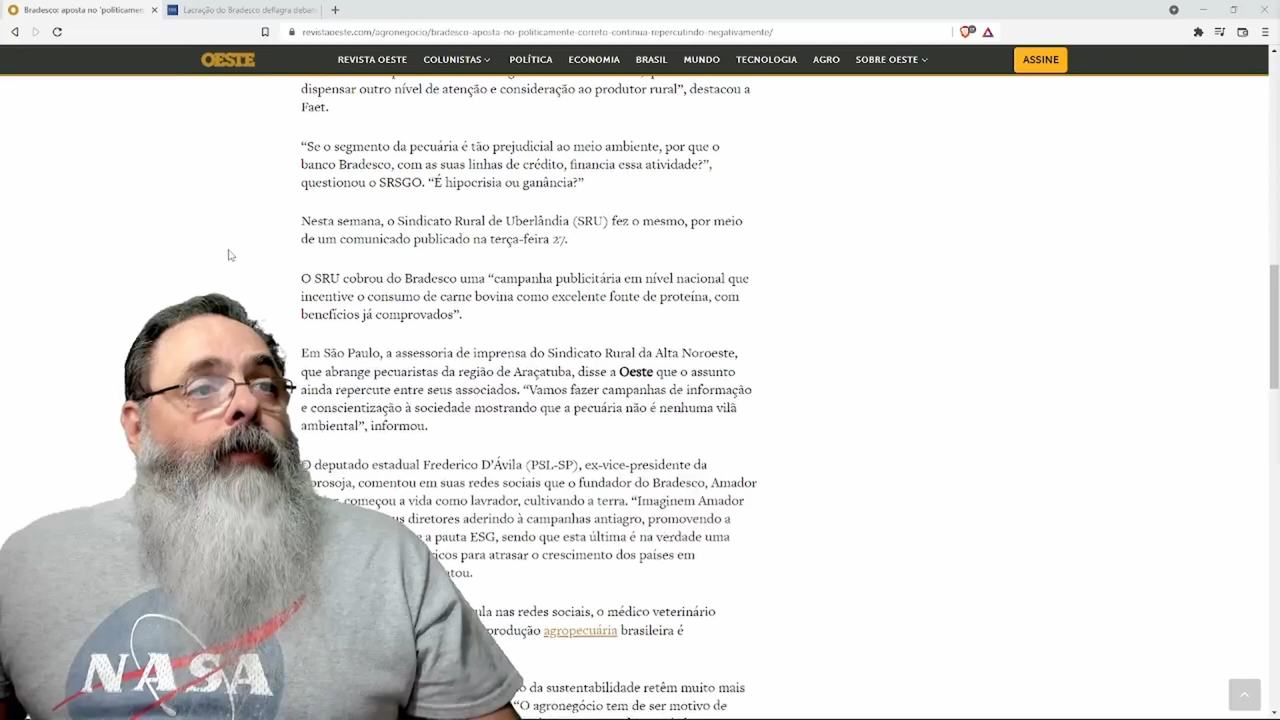 Bradesco: aposta no 'politicamen
Lacração do Bradesco deflagra debat
revistaoeste.com/agronegocio/bradesco-aposta-no-politicamente-correto-continua-repercutindo-negativamente/
OESTE
REVISTA OESTE
COLUNISTAS
POLÍTICA
ECONOMIA
BRASIL
MUNDO
TECNOLOGIA
AGRO
SOBRE OESTE
ASSINE
dispensar outro nível de atenção e consideração ao produtor rural", destacou a
Faet.
"Se o segmento da pecuária é tão prejudicial ao meio ambiente, por que o
banco Bradesco, com as suas linhas de crédito, financia essa atividade?",
questionou o SRSGO. "É hipocrisia ou ganância?"
Nesta semana, o Sindicato Rural de Uberlândia (SRU) fez o mesmo, por meio
de um comunicado publicado na terça-feira 27.
O SRU cobrou do Bradesco uma "campanha publicitária em nível nacional que
incentive o consumo de carne bovina como excelente fonte de proteína, com
benefícios já comprovados".
Em São Paulo, a assessoria de imprensa do Sindicato Rural da Alta Noroeste,
que abrange pecuaristas da região de Araçatuba, disse a Oeste que o assunto
ainda repercute entre seus associados. "Vamos fazer campanhas de informação
e conscientização à sociedade mostrando que a pecuária não é nenhuma vilã
ambiental", informou.
O deputado estadual Frederico D'Ávila (PSL-SP), ex-vice-presidente da
prosoja, comentou em suas redes sociais que o fundador do Bradesco, Amador
começou a vida como lavrador, cultivando a terra. "Imaginem Amador
us diretores aderindo à campanhas antiagro, promovendo a
e a pauta ESG, sendo que esta última é na verdade uma
ricos para atrasar o crescimento dos países em
tou.
ula nas redes sociais, o médico veterinário
produção agropecuária brasileira é
o da sustentabilidade retêm muito mais
"O agronegócio tem de ser motivo de
NASA